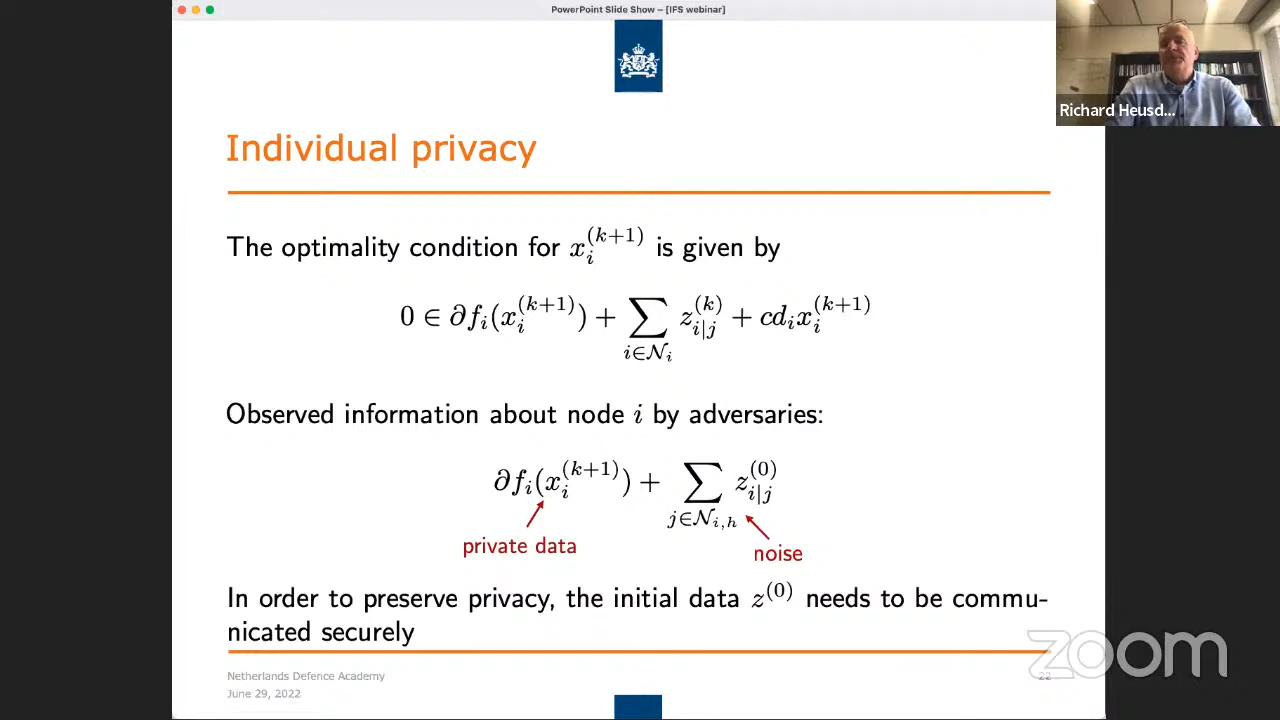 PowerPoint Slide Show – [IFS webinar]
Richard Heusd...
Individual privacy
The optimality condition for $x_i^{(k+1)}$ is given by
$0 \in \partial f_i(x_i^{(k+1)}) + \sum_{i \in \mathcal{N}_i} z_{i|j}^{(k)} + c d_i x_i^{(k+1)}$
Observed information about node $i$ by adversaries:
$\partial f_i(x_i^{(k+1)}) + \sum_{j \in \mathcal{N}_{i,h}} z_{i|j}^{(0)}$
private data
noise
In order to preserve privacy, the initial data $z^{(0)}$ needs to be commu-
nicated securely
zoom
Netherlands Defence Academy
22
June 29, 2022